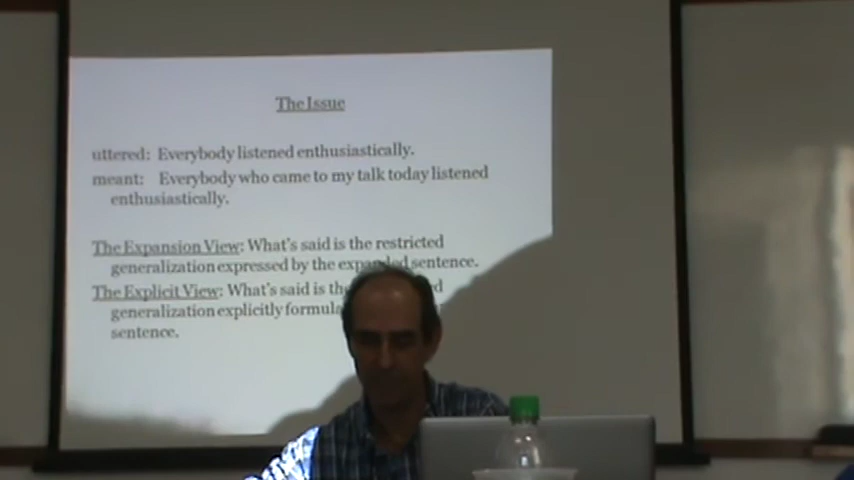 The Issue
uttered: Everybody listened enthusiastically.
meant: Everybody who came to my talk today listened
enthusiastically.
The Expansion View: What's said is the restricted
generalization expressed by the expanded sentence.
The Explicit View: What's said is the
generalization explicitly
sentence.